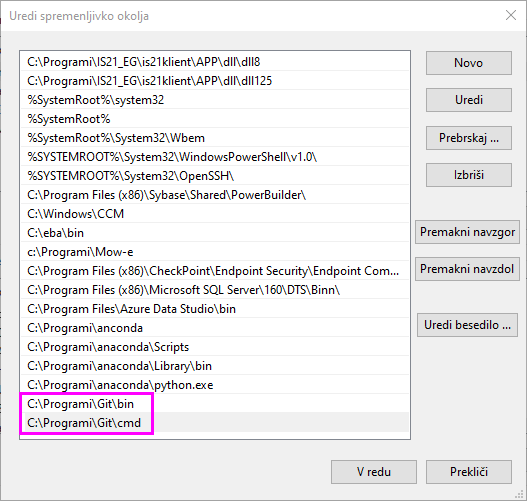 Uredi spremenljivko okolja
C:\Programi\IS21_EG\is21klient\APP\dll\dll8
C:\Programi\IS21_EG\is21klient\APP\dll\dll125
%SystemRoot%\system32
%SystemRoot%
%SystemRoot%\System32\Wbem
%SYSTEMROOT%\System32\WindowsPowerShell\v1.0\
%SYSTEMROOT%\System32\OpenSSH\
C:\Program Files (x86)\Sybase\Shared\PowerBuilder\
C:\Windows\CCM
C:\eba\bin
c:\Programi\Mow-e
C:\Program Files (x86)\CheckPoint\Endpoint Security\Endpoint Com...
C:\Program Files (x86)\Microsoft SQL Server\160\DTS\Binn\
C:\Program Files\Azure Data Studio\bin
C:\Programi\anconda
C:\Programi\anaconda\Scripts
C:\Programi\anaconda\Library\bin
C:\Programi\anaconda\python.exe
C:\Programi\Git\bin
C:\Programi\Git\cmd
Novo
Uredi
Prebrskaj ...
Izbriši
Premakni navzgor
Premakni navzdol
Uredi besedilo ...
V redu
Prekliči